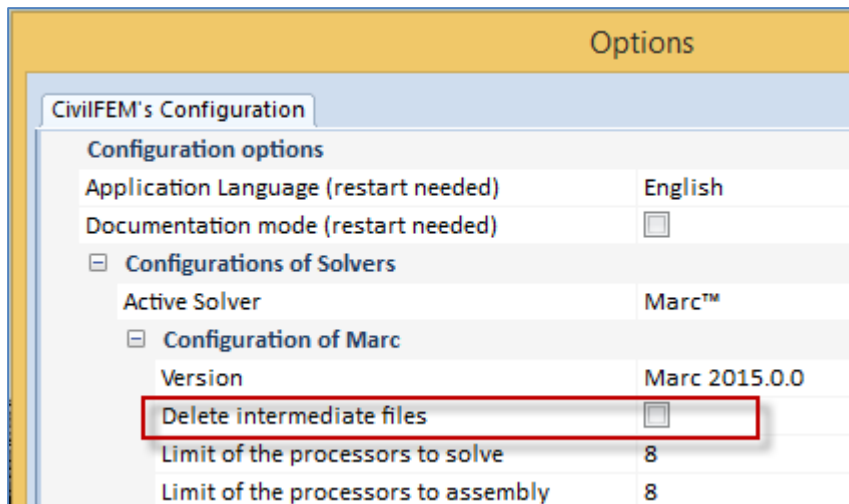 Options
CivilFEM's Configuration
Configuration options
Application Language (restart needed) English
Documentation mode (restart needed)
Configurations of Solvers
Active Solver Marc™
Configuration of Marc
Version Marc 2015.0.0
Delete intermediate files
Limit of the processors to solve 8
Limit of the processors to assembly 8